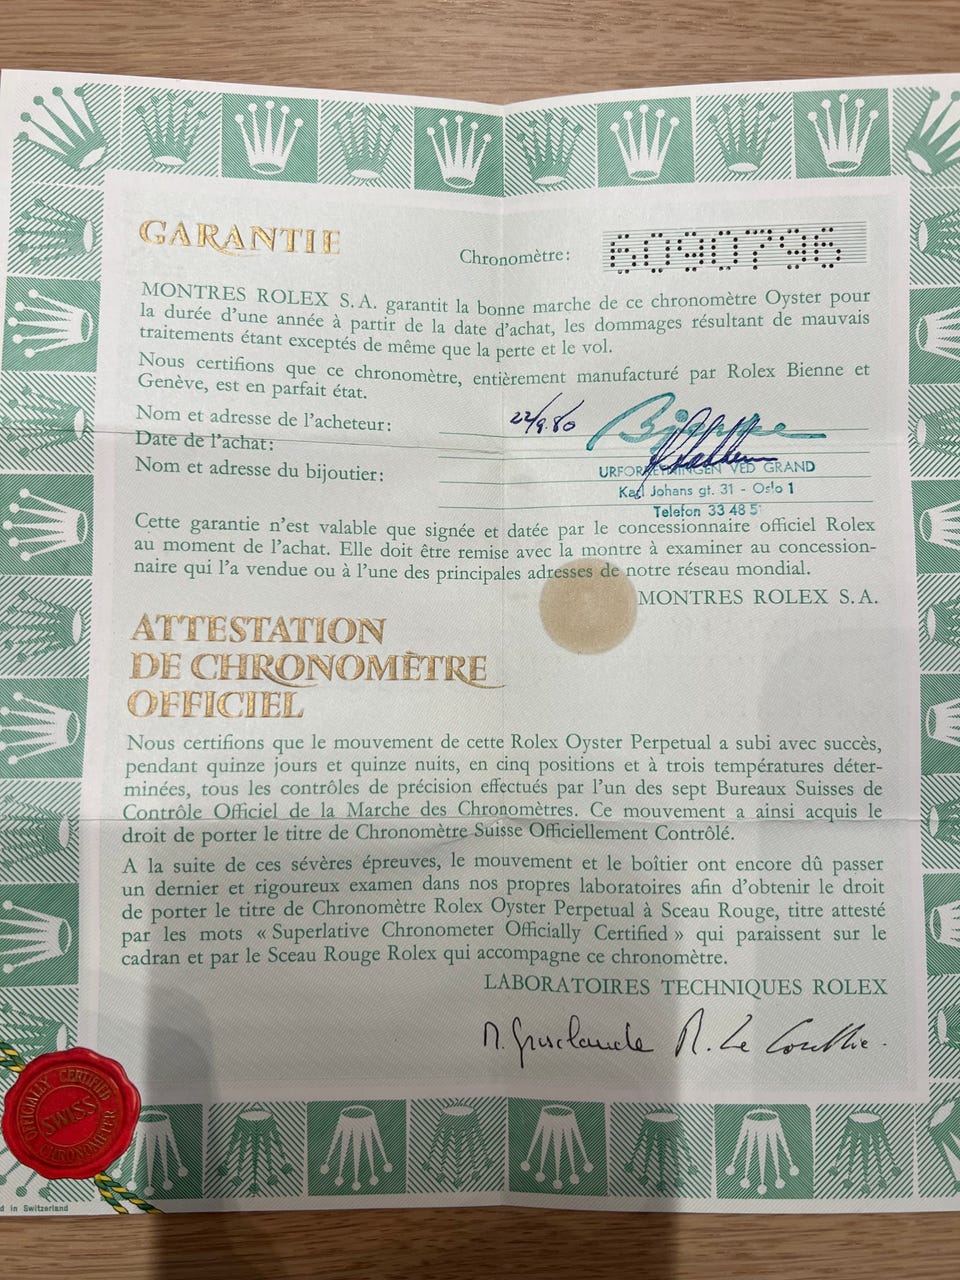 GARANTIE
Chronomètre: 6090796
MONTRES ROLEX S.A. garantit la bonne marche de ce chronomètre Oyster pour
la durée d'une année à partir de la date d'achat, les dommages résultant de mauvais
traitements étant exceptés de même que la perte et le vol.
Nous certifions que ce chronomètre, entièrement manufacturé par Rolex Bienne et
Genève, est en parfait état.
Nom et adresse de l'acheteur:
Date de l'achat: 22/9.80
Nom et adresse du bijoutier:
URFORRETNINGEN VED GRAND
Karl Johans gt. 31 - Oslo 1
Telefon 33 48 5
Cette garantie n'est valable que signée et datée par le concessionnaire officiel Rolex
au moment de l'achat. Elle doit être remise avec la montre à examiner au concession-
naire qui l'a vendue ou à l'une des principales adresses de notre réseau mondial.
MONTRES ROLEX S.A.
ATTESTATION
DE CHRONOMÈTRE
OFFICIEL
Nous certifions que le mouvement de cette Rolex Oyster Perpetual a subi avec succès,
pendant quinze jours et quinze nuits, en cinq positions et à trois températures déter-
minées, tous les contrôles de précision effectués par l'un des sept Bureaux Suisses de
Contrôle Officiel de la Marche des Chronomètres. Ce mouvement a ainsi acquis le
droit de porter le titre de Chronomètre Suisse Officiellement Contrôlé.
A la suite de ces sévères épreuves, le mouvement et le boîtier ont encore dû passer
un dernier et rigoureux examen dans nos propres laboratoires afin d'obtenir le droit
de porter le titre de Chronomètre Rolex Oyster Perpetual à Sceau Rouge, titre attesté
par les mots « Superlative Chronometer Officially Certified » qui paraissent sur le
cadran et par le Sceau Rouge Rolex qui accompagne ce chronomètre.
LABORATOIRES TECHNIQUES ROLEX
OFFICIALLY CERTIFIED
SWISS
CHRONOMETER
d in Switzerland